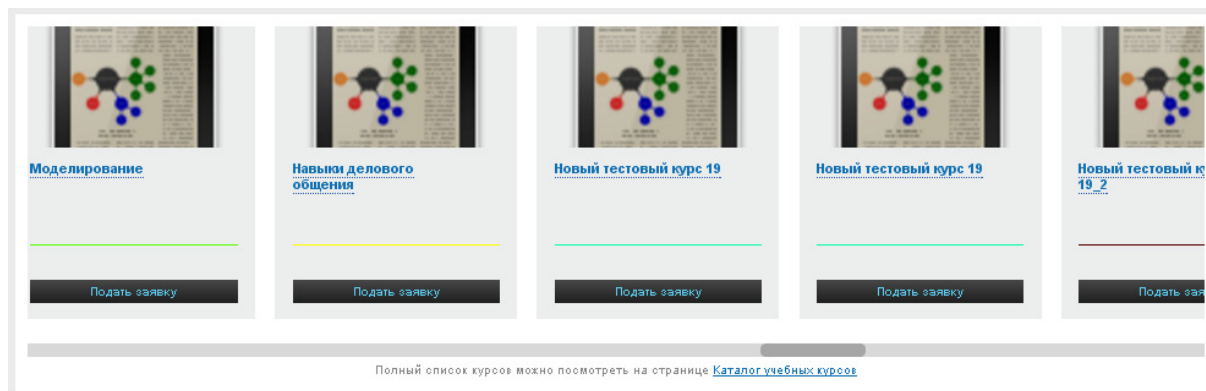 Моделирование
Навыки делового
общения
Новый тестовый курс 19
Новый тестовый курс 19
Новый тестовый
19_2
Подать заявку
Подать заявку
Подать заявку
Подать заявку
Подать
Полный список курсов можно посмотреть на странице Каталог учебных курсов